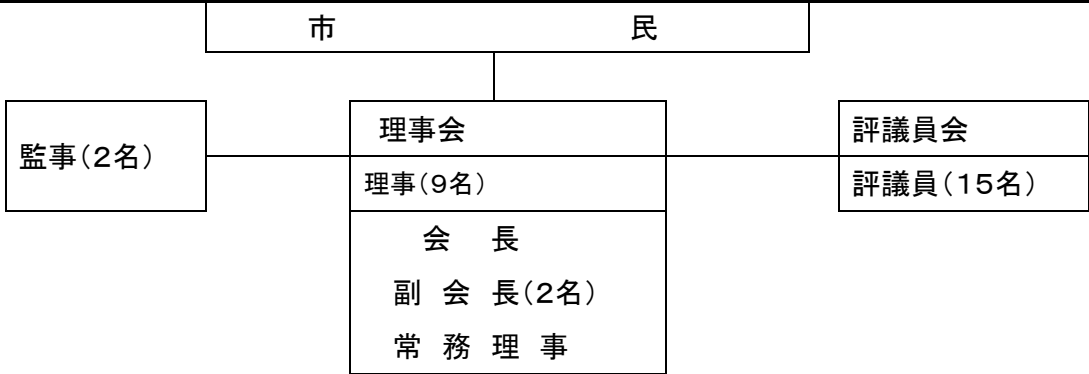 市　民
監事（２名）
理事会
理事（９名）
会　長
副 会 長（２名）
常 務 理 事
評議員会
評議員（１５名）